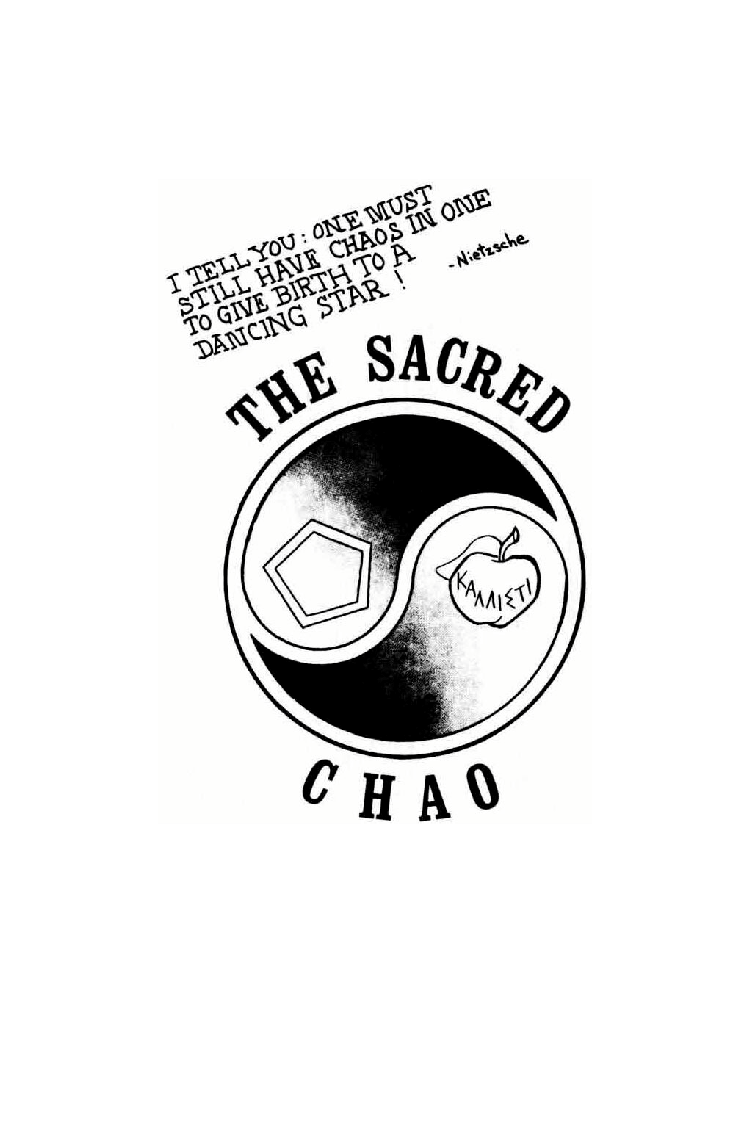 I TELL YOU: ONE MUST
STILL HAVE CHAOS IN ONE
TO GIVE BIRTH TO A
DANCING STAR!
-Nietzsche
THE SACRED
ΚΑΛΛΙΣΤΙ
CHAO